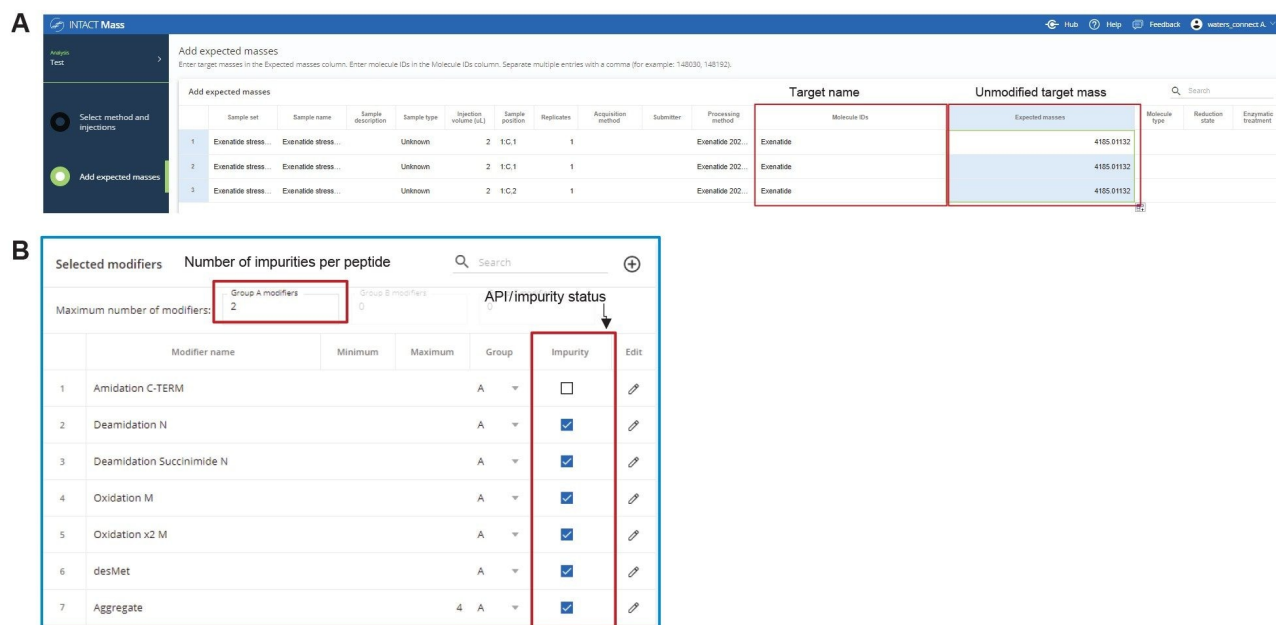 A
INTACT Mass
Hub Help Feedback waters_connect A.
Analysis
Test
Select method and injections
Add expected masses
Add expected masses
Enter target masses in the Expected masses column. Enter molecule IDs in the Molecule IDs column. Separate multiple entries with a comma (for example: 148030, 148192).
Add expected masses Target name Unmodified target mass Search
Sample set Sample name Sample description Sample type Injection volume (uL) Sample position Replicates Acquisition method Submitter Processing method Molecule IDs Expected masses Molecule type Reduction state Enzymatic treatment
1 Exenatide stress... Exenatide stress... Unknown 2 1:C,1 1 Exenatide 202... Exenatide 4185.01132
2 Exenatide stress... Exenatide stress... Unknown 2 1:C,1 1 Exenatide 202... Exenatide 4185.01132
3 Exenatide stress... Exenatide stress... Unknown 2 1:C,2 1 Exenatide 202... Exenatide 4185.01132
B
Selected modifiers Number of impurities per peptide Search
Maximum number of modifiers: Group A modifiers 2 Group B modifiers 0 API/impurity status 0
Modifier name Minimum Maximum Group Impurity Edit
1 Amidation C-TERM A
2 Deamidation N A
3 Deamidation Succinimide N A
4 Oxidation M A
5 Oxidation x2 M A
6 desMet A
7 Aggregate 4 A